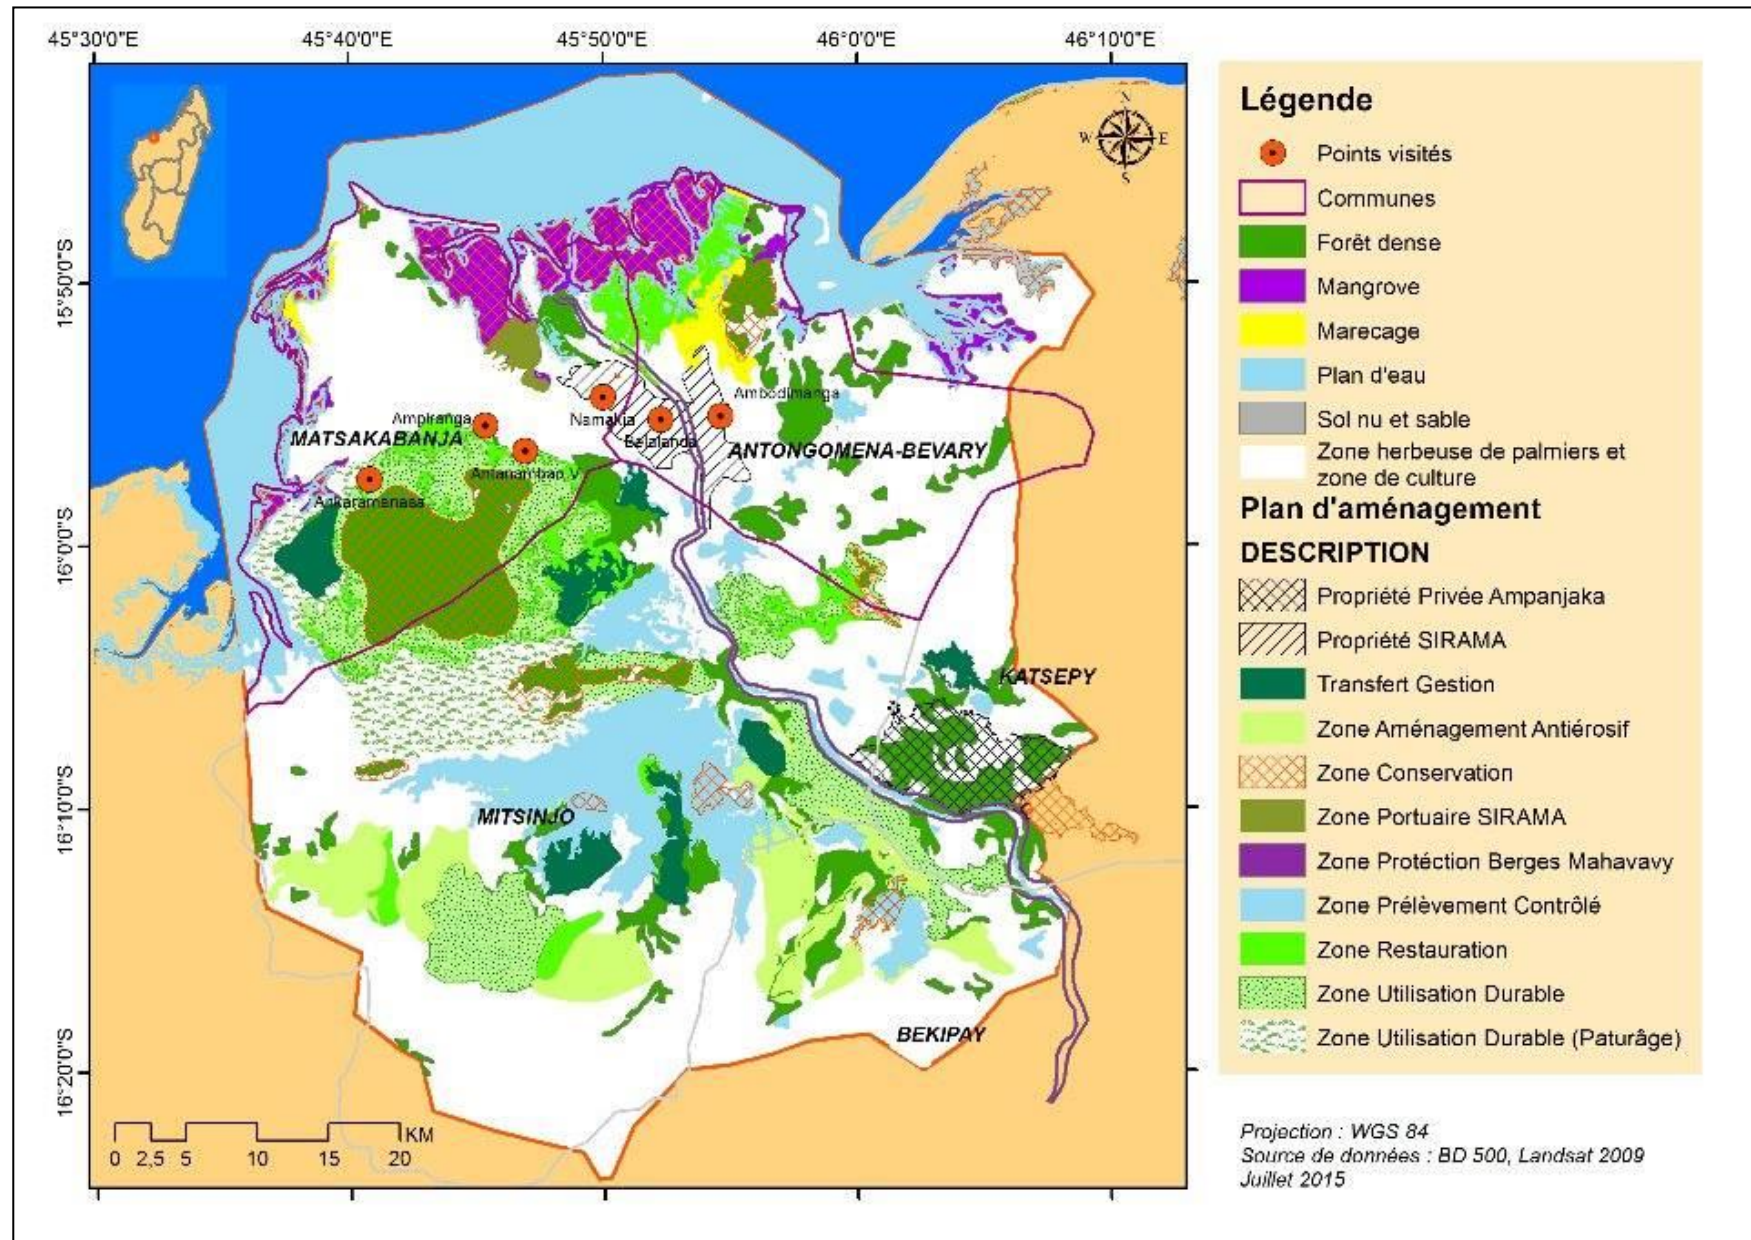 45°30'0"E 45°40'0"E 45°50'0"E 46°0'0"E 46°10'0"E
15°50'0"S
16°0'0"S
16°10'0"S
16°20'0"S
N
W E
S
Ampiranga
Namakia
Belalanda
Ambodimanga
MATSAKABANJA
ANTONGOMENA-BEVARY
Antanambao V
Ankaramanasa
KATSEPY
MITSINJO
BEKIPAY
KM
0 2,5 5 10 15 20
Légende
Points visités
Communes
Forêt dense
Mangrove
Marecage
Plan d'eau
Sol nu et sable
Zone herbeuse de palmiers et
zone de culture
Plan d'aménagement
DESCRIPTION
Propriété Privée Ampanjaka
Propriété SIRAMA
Transfert Gestion
Zone Aménagement Antiérosif
Zone Conservation
Zone Portuaire SIRAMA
Zone Protéction Berges Mahavavy
Zone Prélèvement Contrôlé
Zone Restauration
Zone Utilisation Durable
Zone Utilisation Durable (Paturâge)
Projection : WGS 84
Source de données : BD 500, Landsat 2009
Juillet 2015